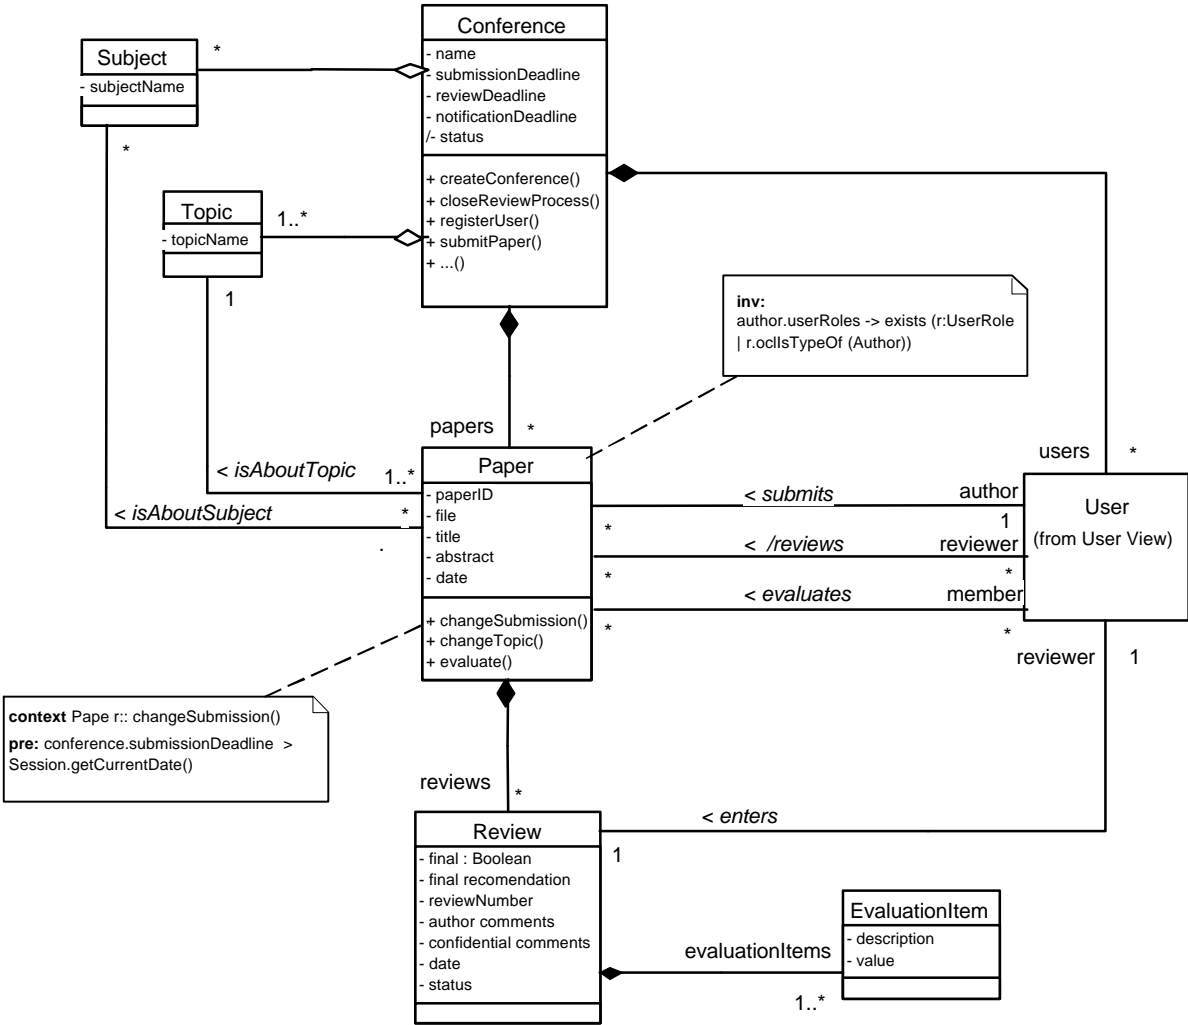 Conference
- name
- submissionDeadline
- reviewDeadline
- notificationDeadline
/- status
+ createConference()
+ closeReviewProcess()
+ registerUser()
+ submitPaper()
+ ...()
Subject
- subjectName
*
*
Topic
- topicName
1..*
1
inv:
author.userRoles -> exists (r:UserRole
| r.oclIsTypeOf (Author))
papers
*
users
*
< isAboutTopic
1..*
< isAboutSubject
*
.
Paper
- paperID
- file
- title
- abstract
- date
+ changeSubmission()
+ changeTopic()
+ evaluate()
< submits
author
*
1
< /reviews
reviewer
*
*
< evaluates
member
*
*
User
(from User View)
reviewer
1
context Pape r:: changeSubmission()
pre: conference.submissionDeadline >
Session.getCurrentDate()
reviews
*
< enters
1
Review
- final : Boolean
- final recomendation
- reviewNumber
- author comments
- confidential comments
- date
- status
evaluationItems
1..*
EvaluationItem
- description
- value